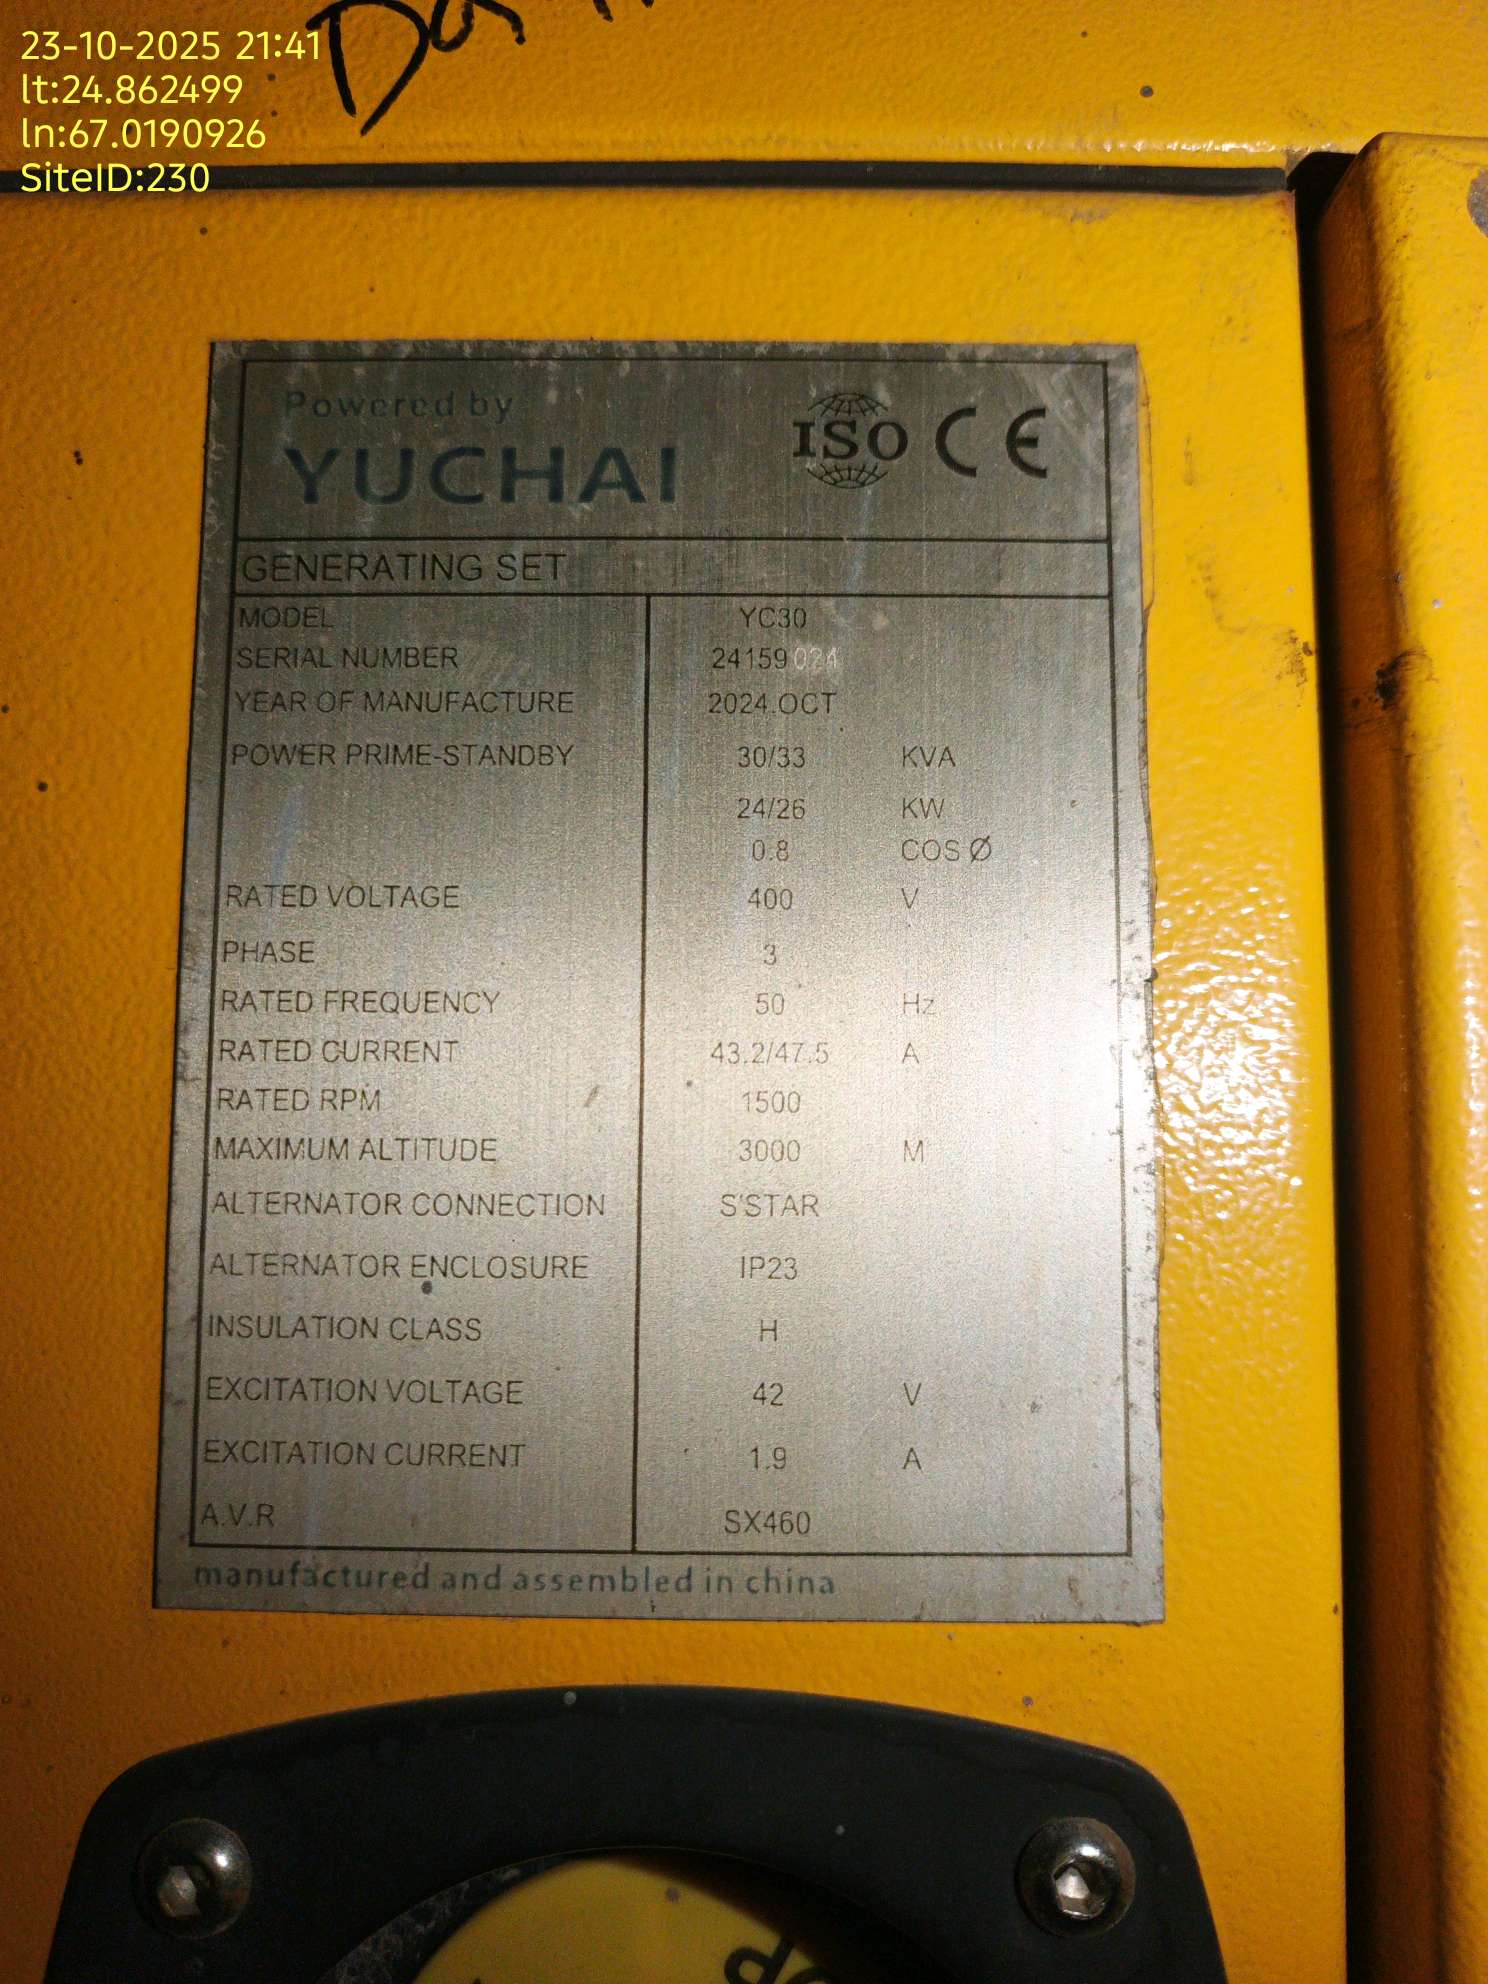 23-10-2025 21:41
lt:24.862499
ln:67.0190926
SiteID:230
Powered by
YUCHAI
ISO CE
GENERATING SET
MODEL YC30
SERIAL NUMBER 24159024
YEAR OF MANUFACTURE 2024.OCT
POWER PRIME-STANDBY 30/33 KVA
24/26 KW
0.8 COS Ø
RATED VOLTAGE 400 V
PHASE 3
RATED FREQUENCY 50 Hz
RATED CURRENT 43.2/47.5 A
RATED RPM 1500
MAXIMUM ALTITUDE 3000 M
ALTERNATOR CONNECTION S'STAR
ALTERNATOR ENCLOSURE IP23
INSULATION CLASS H
EXCITATION VOLTAGE 42 V
EXCITATION CURRENT 1.9 A
A.V.R SX460
manufactured and assembled in china